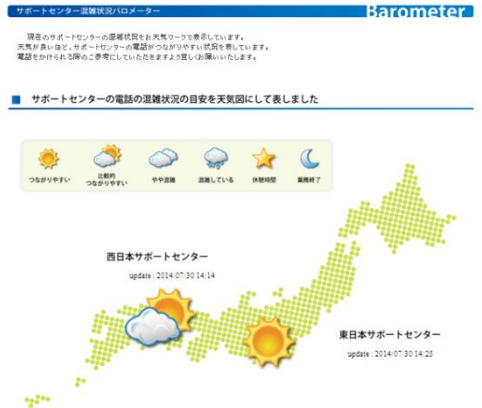 サポートセンター混雑状況バロメーター
Barometer
現在のサポートセンターの混雑状況をお天気マークで表示しています。
天気が良いほど、サポートセンターの電話がつながりやすい状況を表しています。
電話をかけられる際のご参考にしていただきますよう宜しくお願いいたします。
サポートセンターの電話の混雑状況の目安を天気図にして表しました
つながりやすい
比較的
つながりやすい
やや混雑
混雑している
休憩時間
業務終了
西日本サポートセンター
update : 2014/07/30 14:14
東日本サポートセンター
update : 2014/07/30 14:25